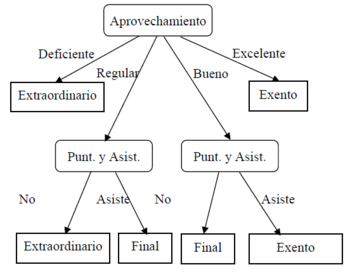 Aprovechamiento
Deficiente
Excelente
Regular
Bueno
Extraordinario
Exento
Punt. y Asist.
Punt. y Asist.
No
Asiste
No
Asiste
Extraordinario
Final
Final
Exento